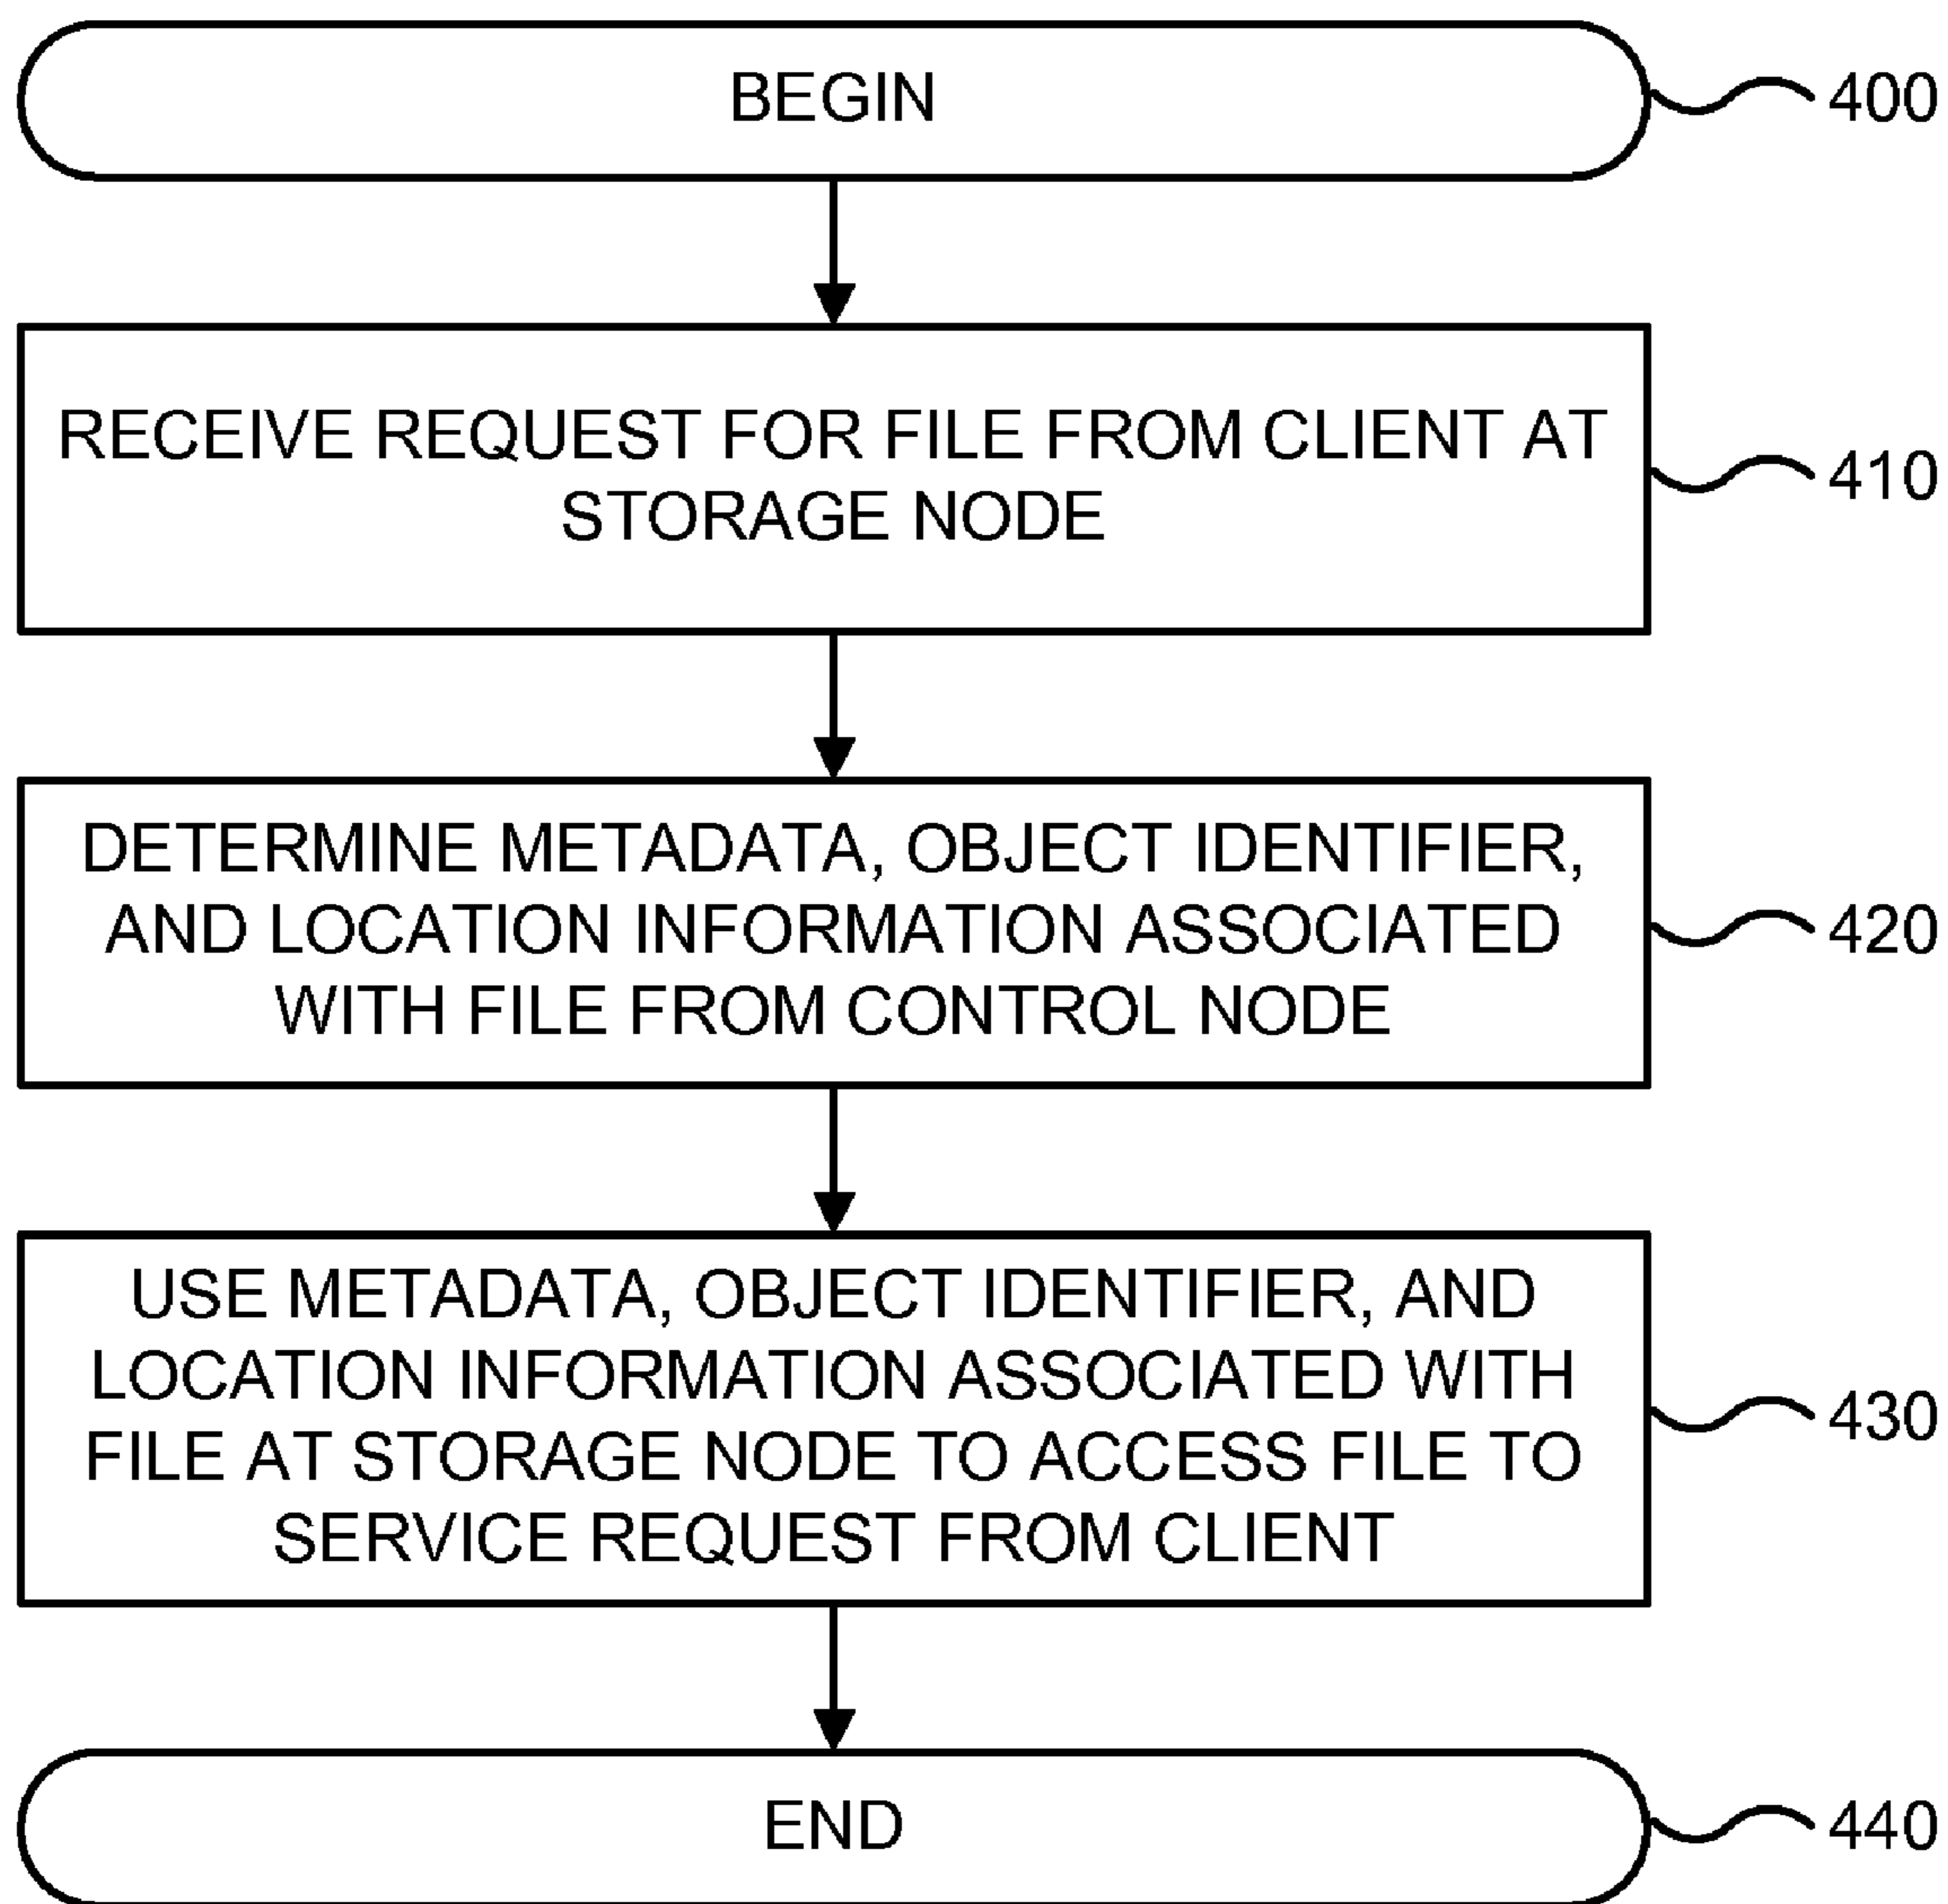 BEGIN
400
RECEIVE REQUEST FOR FILE FROM CLIENT AT
STORAGE NODE
410
DETERMINE METADATA, OBJECT IDENTIFIER,
AND LOCATION INFORMATION ASSOCIATED
WITH FILE FROM CONTROL NODE
420
USE METADATA, OBJECT IDENTIFIER, AND
LOCATION INFORMATION ASSOCIATED WITH
FILE AT STORAGE NODE TO ACCESS FILE TO
SERVICE REQUEST FROM CLIENT
430
END
440